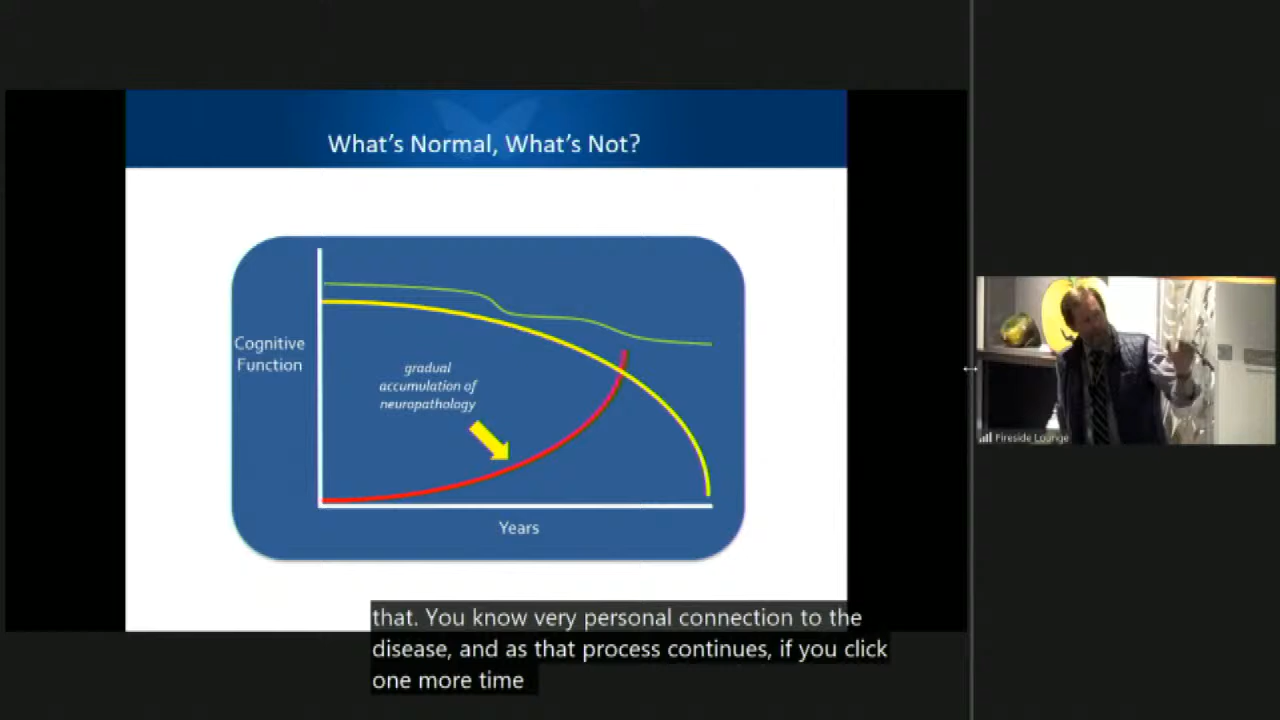 What's Normal, What's Not?
Cognitive
Function
gradual
accumulation of
neuropathology
Years
Fireside Lounge
that. You know very personal connection to the
disease, and as that process continues, if you click
one more time